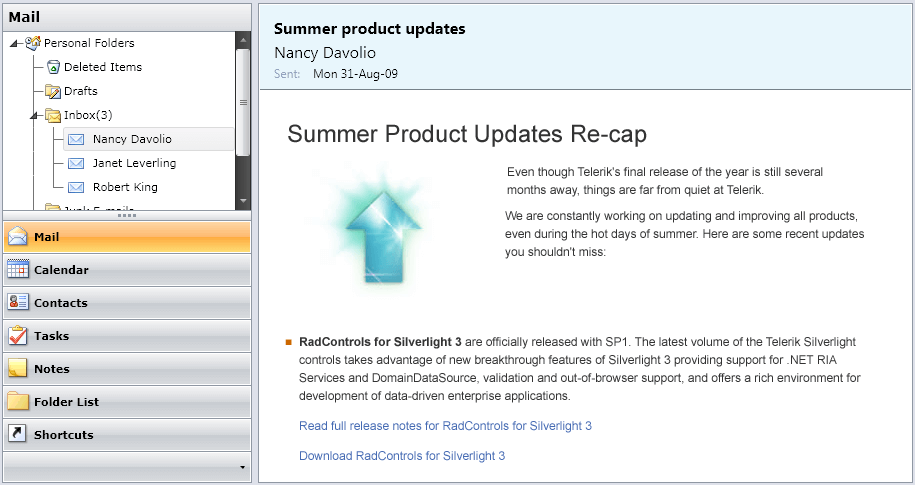 Mail
Personal Folders
Deleted Items
Drafts
Inbox(3)
Nancy Davolio
Janet Leverling
Robert King
Junk E-mails
Mail
Calendar
Contacts
Tasks
Notes
Folder List
Shortcuts
Summer product updates
Nancy Davolio
Sent: Mon 31-Aug-09
Summer Product Updates Re-cap
Even though Telerik's final release of the year is still several
months away, things are far from quiet at Telerik.
We are constantly working on updating and improving all products,
even during the hot days of summer. Here are some recent updates
you shouldn't miss:
RadControls for Silverlight 3 are officially released with SP1. The latest volume of the Telerik Silverlight
controls takes advantage of new breakthrough features of Silverlight 3 providing support for .NET RIA
Services and DomainDataSource, validation and out-of-browser support, and offers a rich environment for
development of data-driven enterprise applications.
Read full release notes for RadControls for Silverlight 3
Download RadControls for Silverlight 3